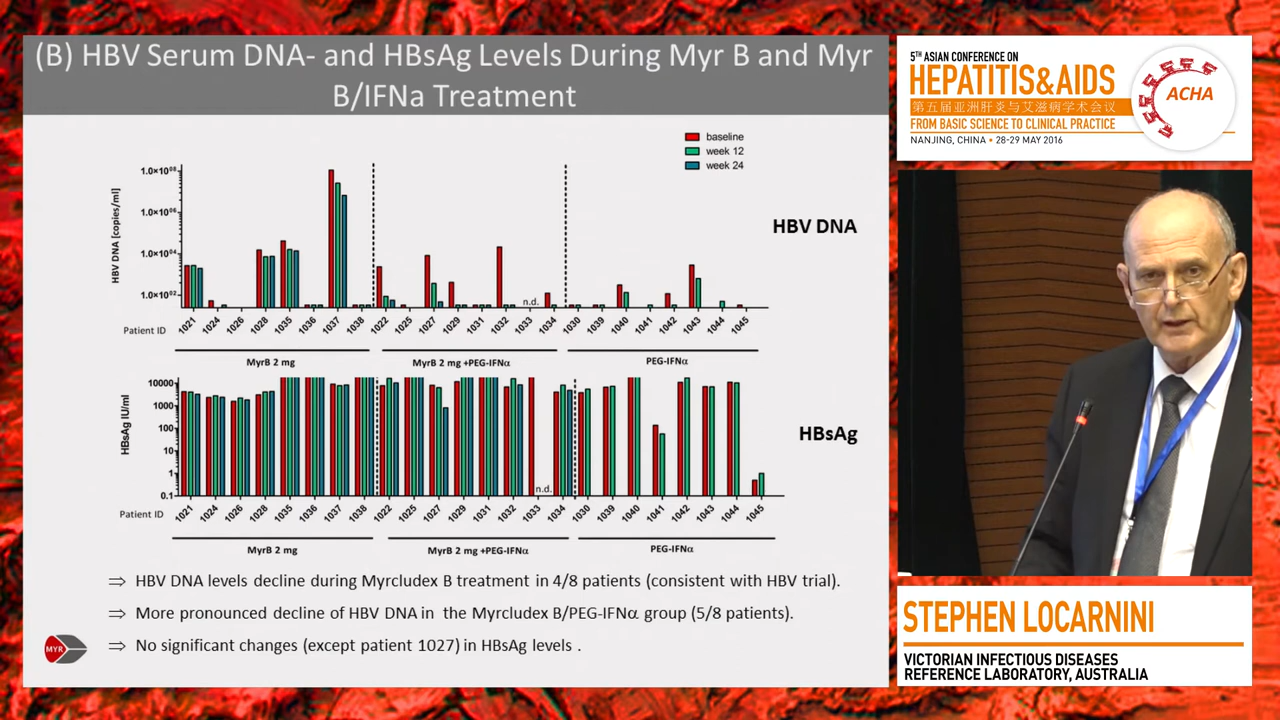 (B) HBV Serum DNA- and HBsAg Levels During Myr B and Myr
B/IFNa Treatment
baseline
week 12
week 24
HBV DNA [copies/ml]
1.0×10⁰⁸
1.0×10⁰⁶
1.0×10⁰⁴
1.0×10⁰²
HBV DNA
n.d.
Patient ID
1021 1024 1026 1028 1035 1036 1037 1038 1022 1025 1027 1029 1031 1032 1033 1034 1030 1039 1040 1041 1042 1043 1044 1045
MyrB 2 mg
MyrB 2 mg +PEG-IFNα
PEG-IFNα
HBsAg IU/ml
10000
1000
100
10
1
0.1
HBsAg
n.d.
Patient ID
1021 1024 1026 1028 1035 1036 1037 1038 1022 1025 1027 1029 1031 1032 1033 1034 1030 1039 1040 1041 1042 1043 1044 1045
MyrB 2 mg
MyrB 2 mg +PEG-IFNα
PEG-IFNα
⇒ HBV DNA levels decline during Myrcludex B treatment in 4/8 patients (consistent with HBV trial).
⇒ More pronounced decline of HBV DNA in the Myrcludex B/PEG-IFNα group (5/8 patients).
⇒ No significant changes (except patient 1027) in HBsAg levels .
MYR
5TH ASIAN CONFERENCE ON
HEPATITIS&AIDS
第五届亚洲肝炎与艾滋病学术会议
FROM BASIC SCIENCE TO CLINICAL PRACTICE
NANJING, CHINA • 28-29 MAY 2016
ACHA
STEPHEN LOCARNINI
VICTORIAN INFECTIOUS DISEASES
REFERENCE LABORATORY, AUSTRALIA